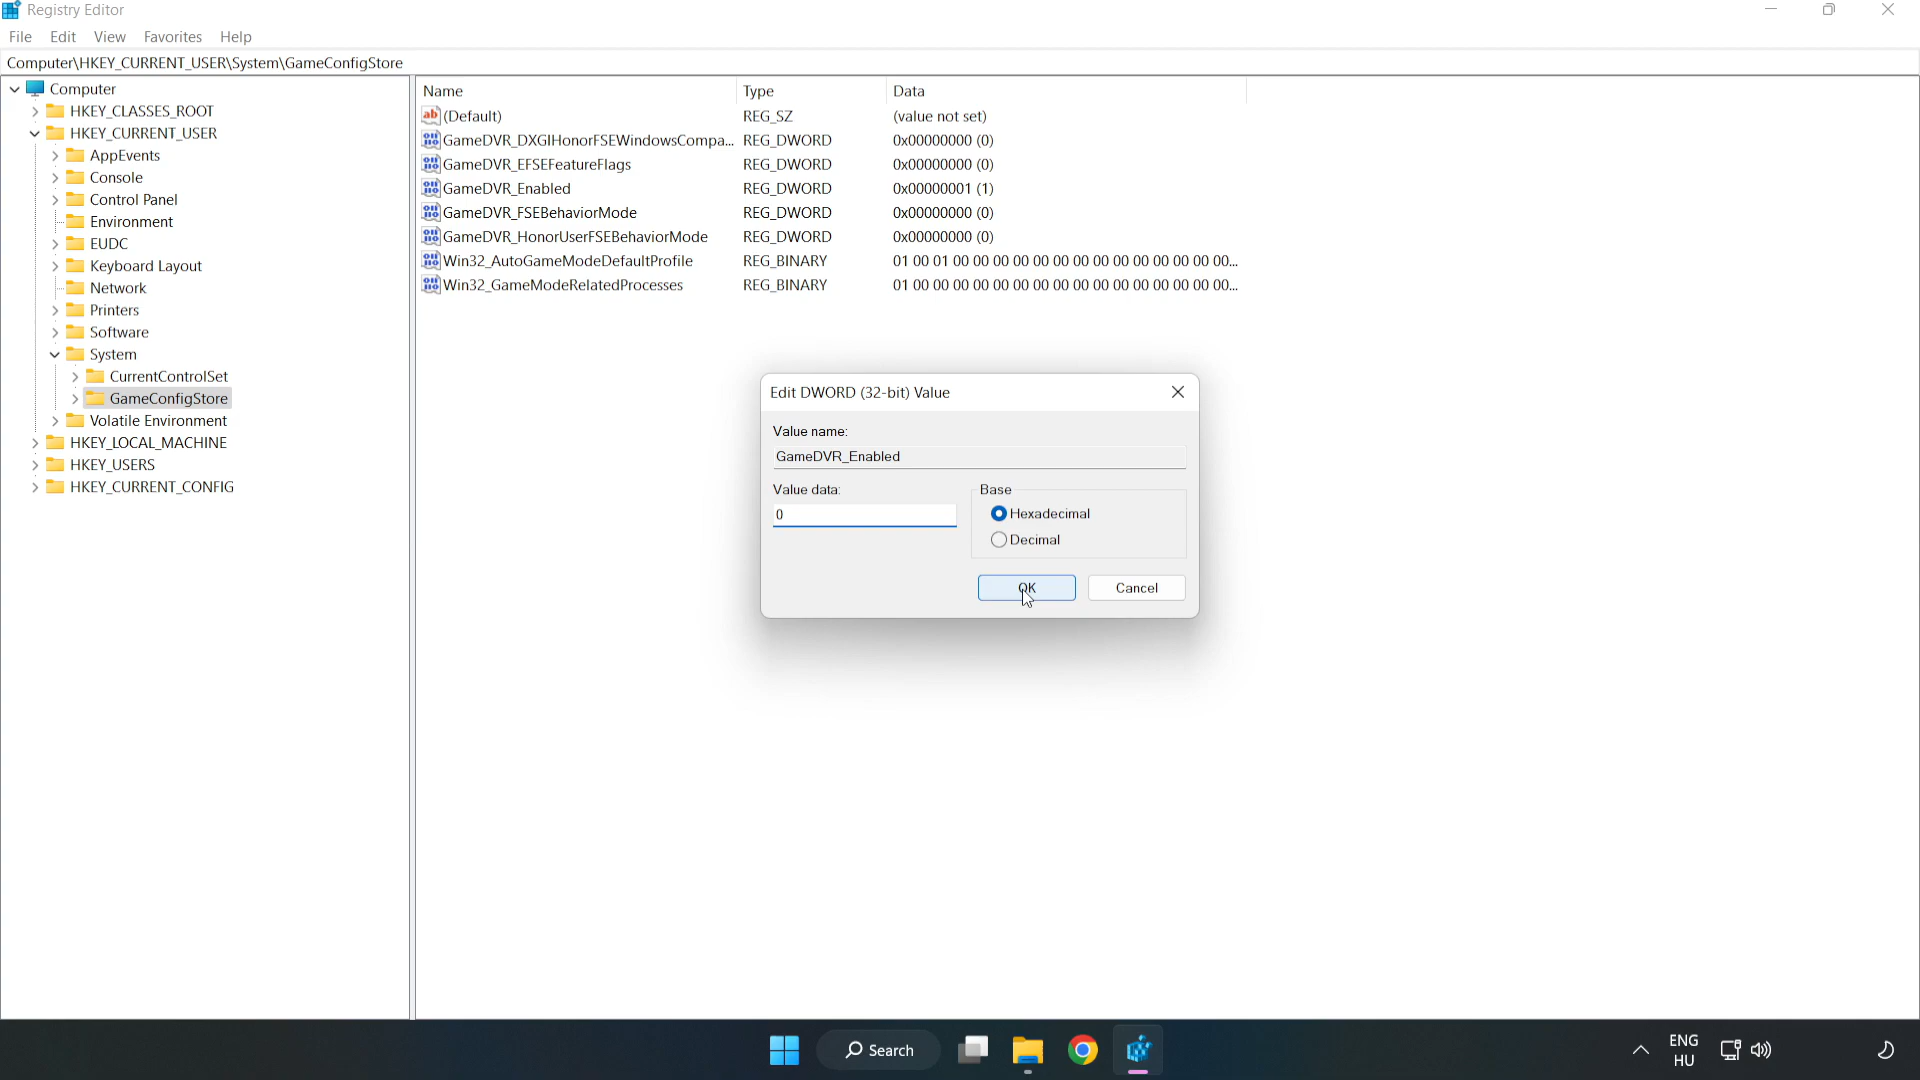 Registry Editor
File Edit View Favorites Help
Computer\HKEY_CURRENT_USER\System\GameConfigStore
Computer
HKEY_CLASSES_ROOT
HKEY_CURRENT_USER
AppEvents
Console
Control Panel
Environment
EUDC
Keyboard Layout
Network
Printers
Software
System
CurrentControlSet
GameConfigStore
Volatile Environment
HKEY_LOCAL_MACHINE
HKEY_USERS
HKEY_CURRENT_CONFIG
Name Type Data
(Default) REG_SZ (value not set)
GameDVR_DXGIHonorFSEWindowsCompa... REG_DWORD 0x00000000 (0)
GameDVR_EFSEFeatureFlags REG_DWORD 0x00000000 (0)
GameDVR_Enabled REG_DWORD 0x00000001 (1)
GameDVR_FSEBehaviorMode REG_DWORD 0x00000000 (0)
GameDVR_HonorUserFSEBehaviorMode REG_DWORD 0x00000000 (0)
Win32_AutoGameModeDefaultProfile REG_BINARY 01 00 01 00 00 00 00 00 00 00 00 00 00 00 00 00 00...
Win32_GameModeRelatedProcesses REG_BINARY 01 00 00 00 00 00 00 00 00 00 00 00 00 00 00 00 00...
Edit DWORD (32-bit) Value
Value name:
GameDVR_Enabled
Value data:
0
Base
Hexadecimal
Decimal
OK Cancel
Search
ENG
HU